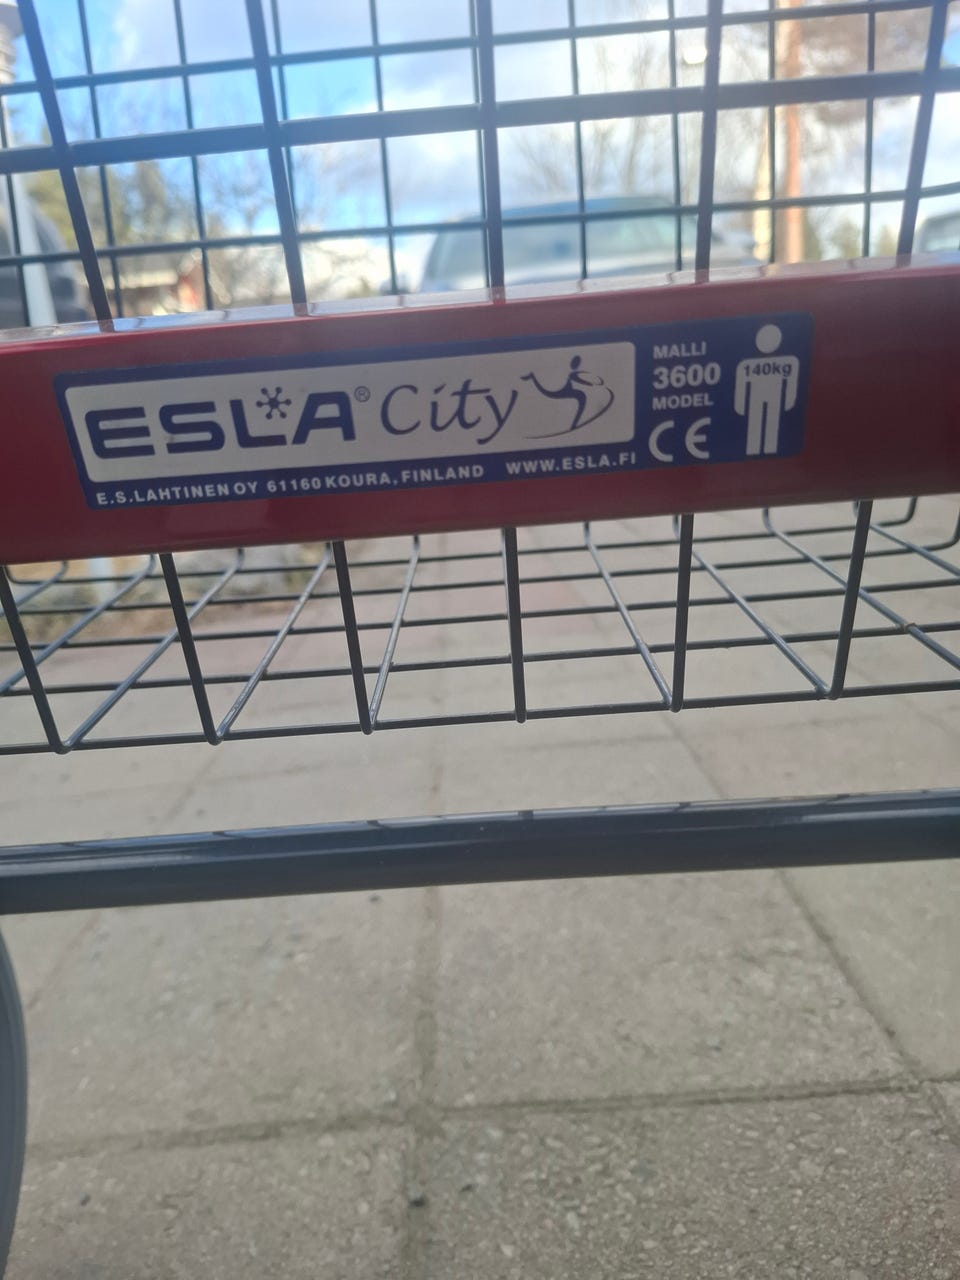 ESLA® City
E.S.LAHTINEN OY 61160 KOURA, FINLAND WWW.ESLA.FI
MALLI
3600
MODEL
CE
140kg